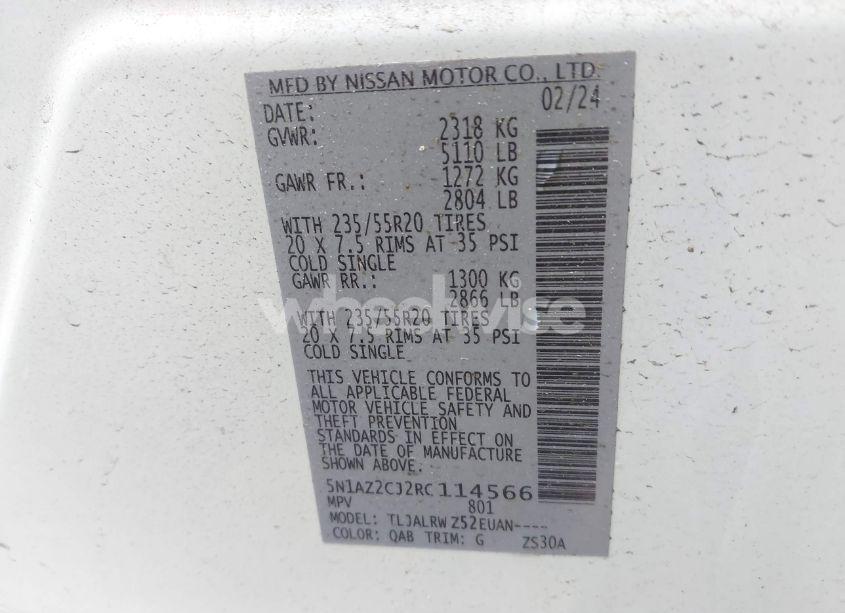 MFD BY NISSAN MOTOR CO., LTD.
DATE: 02/24
GVWR: 2318 KG
5110 LB
GAWR FR.: 1272 KG
2804 LB
WITH 235/55R20 TIRES
20 X 7.5 RIMS AT 35 PSI
COLD SINGLE
GAWR RR.: 1300 KG
2866 LB
WITH 235/55R20 TIRES
20 X 7.5 RIMS AT 35 PSI
COLD SINGLE
THIS VEHICLE CONFORMS TO
ALL APPLICABLE FEDERAL
MOTOR VEHICLE SAFETY AND
THEFT PREVENTION
STANDARDS IN EFFECT ON
THE DATE OF MANUFACTURE
SHOWN ABOVE.
5N1AZ2CJ2RC114566
MPV 801
MODEL: TLJALRW Z52EUAN----
COLOR: QAB TRIM: G ZS30A